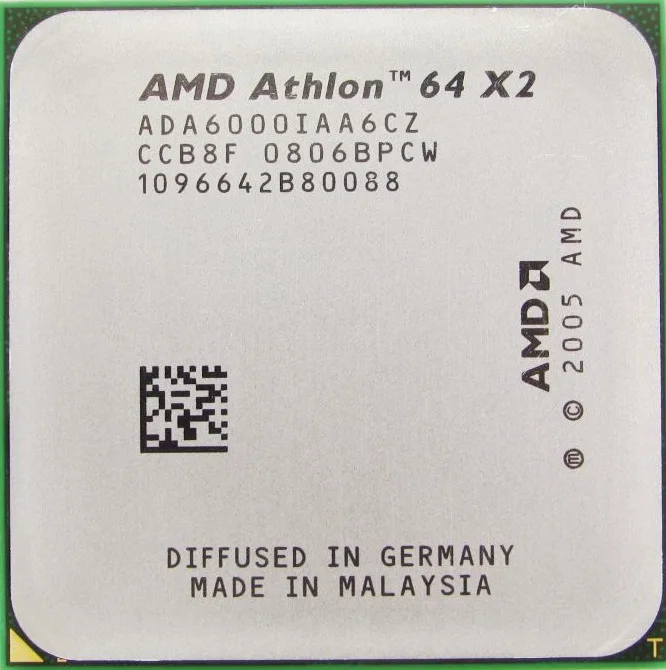 AMD Athlon™ 64 X2
ADA6000IAA6CZ
CCB8F 0806BPCW
1096642B80088
AMD
ⓜ © 2005 AMD
DIFFUSED IN GERMANY
MADE IN MALAYSIA
T